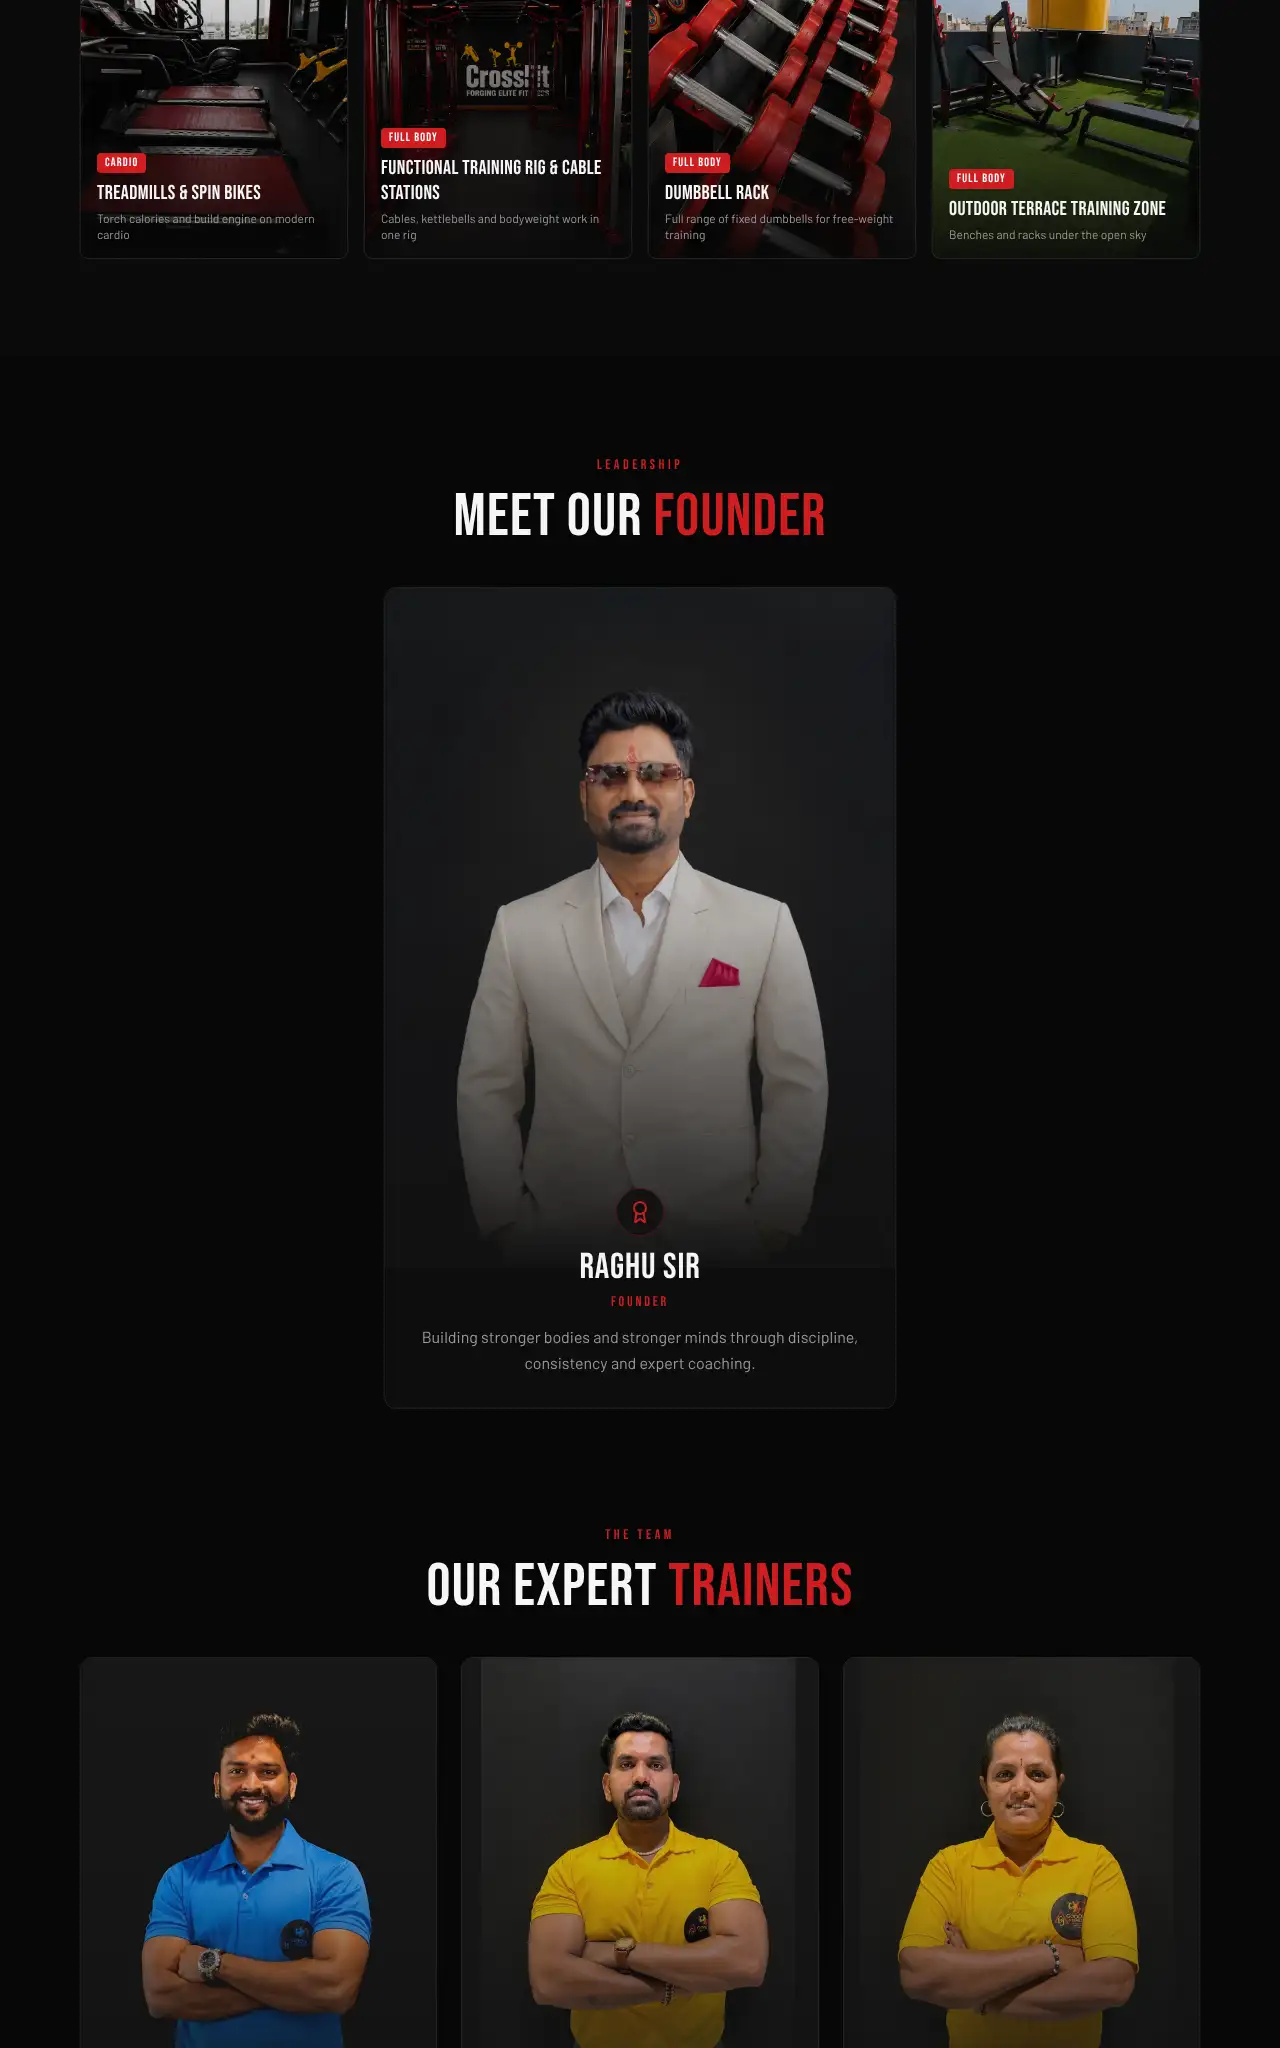 CrossFit
FORGING ELITE FIT
CARDIO
TREADMILLS & SPIN BIKES
Torch calories and build engine on modern
cardio
FULL BODY
FUNCTIONAL TRAINING RIG & CABLE
STATIONS
Cables, kettlebells and bodyweight work in
one rig
FULL BODY
DUMBBELL RACK
Full range of fixed dumbbells for free-weight
training
FULL BODY
OUTDOOR TERRACE TRAINING ZONE
Benches and racks under the open sky
LEADERSHIP
MEET OUR FOUNDER
RAGHU SIR
FOUNDER
Building stronger bodies and stronger minds through discipline,
consistency and expert coaching.
THE TEAM
OUR EXPERT TRAINERS